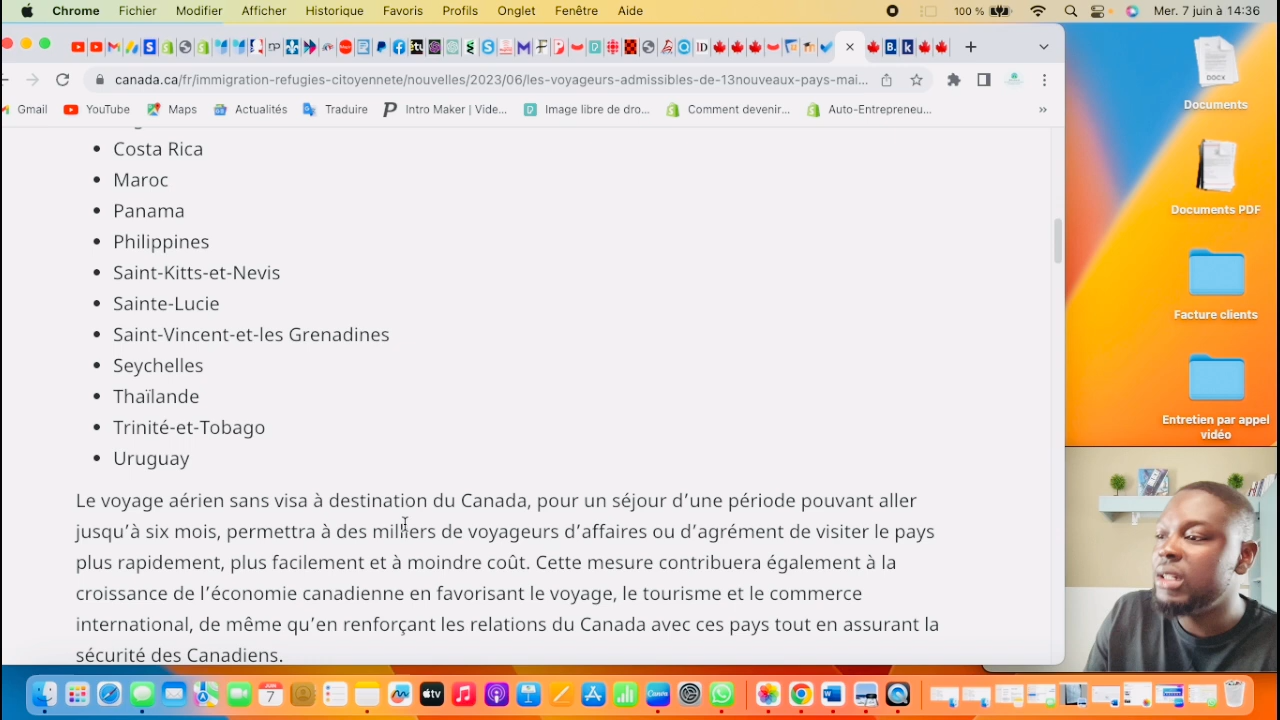 Chrome Fichier Modifier Afficher Historique Favoris Profils Onglet Fenêtre Aide 100 % Mer. 7 juin à 14:36
canada.ca/fr/immigration-refugies-citoyennete/nouvelles/2023/06/les-voyageurs-admissibles-de-13nouveaux-pays-mai...
Gmail YouTube Maps Actualités Traduire Intro Maker | Vide... Image libre de dro... Comment devenir... Auto-Entrepreneu... »
• Costa Rica
• Maroc
• Panama
• Philippines
• Saint-Kitts-et-Nevis
• Sainte-Lucie
• Saint-Vincent-et-les Grenadines
• Seychelles
• Thaïlande
• Trinité-et-Tobago
• Uruguay
Le voyage aérien sans visa à destination du Canada, pour un séjour d’une période pouvant aller
jusqu’à six mois, permettra à des milliers de voyageurs d’affaires ou d’agrément de visiter le pays
plus rapidement, plus facilement et à moindre coût. Cette mesure contribuera également à la
croissance de l’économie canadienne en favorisant le voyage, le tourisme et le commerce
international, de même qu’en renforçant les relations du Canada avec ces pays tout en assurant la
sécurité des Canadiens.
DOCX
Documents
Documents PDF
Facture clients
Entretien par appel
vidéo
JUIN
7
tv
Canva